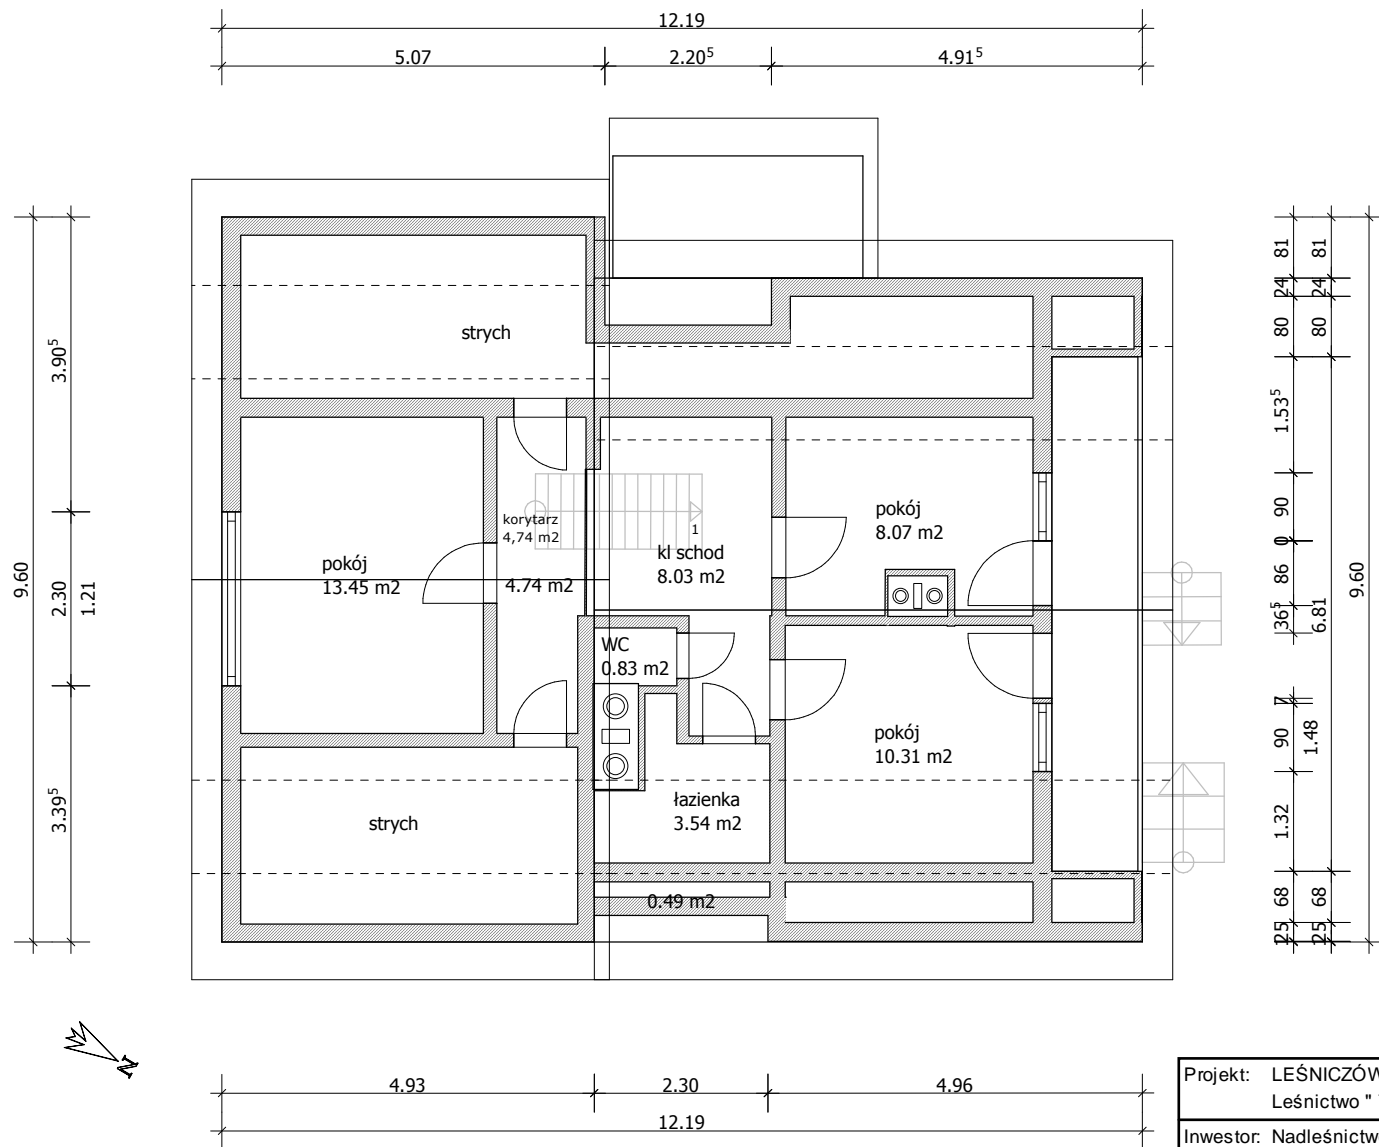 12.19
5.07
2.20⁵
4.91⁵
9.60
3.90⁵
2.30
1.21
3.39⁵
81
24
80
1.53⁵
90
0
86
36⁵
7
90
1.32
68
25
81
24
80
6.81
1.48
68
25
9.60
strych
korytarz
4,74 m2
4.74 m2
pokój
13.45 m2
1
kl schod
8.03 m2
pokój
8.07 m2
WC
0.83 m2
pokój
10.31 m2
łazienka
3.54 m2
strych
0.49 m2
N
4.93
2.30
4.96
12.19
Projekt: LEŚNICZÓW
Leśnictwo "
Inwestor: Nadleśnictw